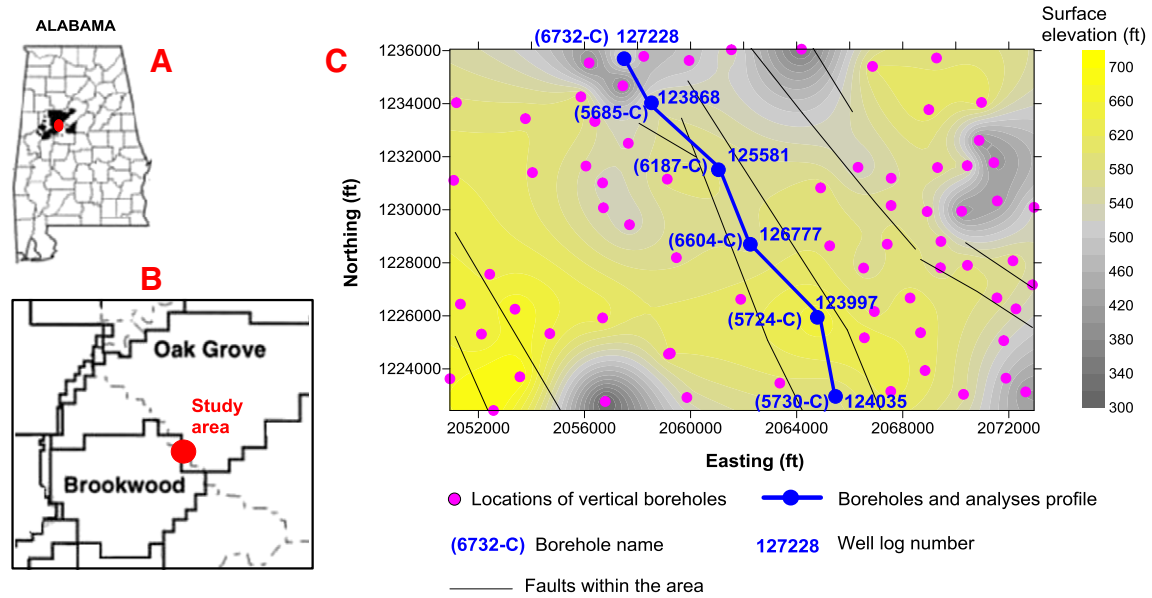 ALABAMA
A
B
Oak Grove
Study
area
Brookwood
C
Surface
elevation (ft)
(6732-C) 127228
(5685-C) 123868
(6187-C) 125581
(6604-C) 126777
(5724-C) 123997
(5730-C) 124035
1236000
1234000
1232000
1230000
1228000
1226000
1224000
Northing (ft)
2052000 2056000 2060000 2064000 2068000 2072000
Easting (ft)
700
660
620
580
540
500
460
420
380
340
300
Locations of vertical boreholes
Boreholes and analyses profile
(6732-C) Borehole name
127228 Well log number
Faults within the area